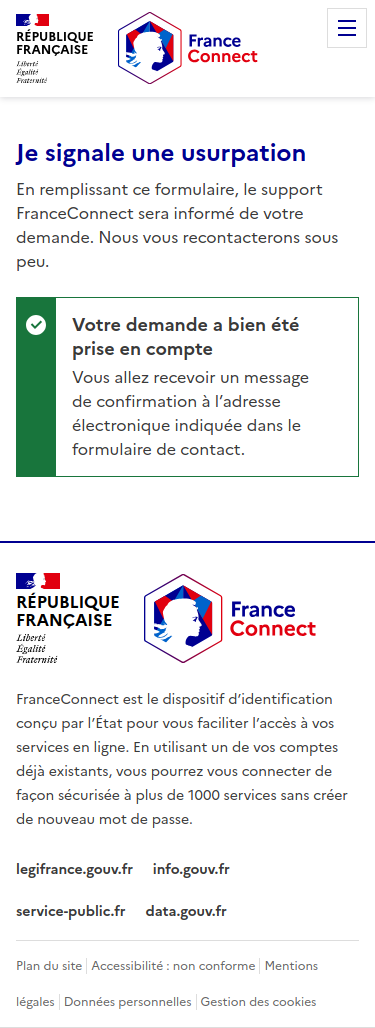 RÉPUBLIQUE
FRANÇAISE
Liberté
Égalité
Fraternité
France
Connect
Je signale une usurpation
En remplissant ce formulaire, le support
FranceConnect sera informé de votre
demande. Nous vous recontacterons sous
peu.
Votre demande a bien été
prise en compte
Vous allez recevoir un message
de confirmation à l’adresse
électronique indiquée dans le
formulaire de contact.
RÉPUBLIQUE
FRANÇAISE
Liberté
Égalité
Fraternité
France
Connect
FranceConnect est le dispositif d’identification
conçu par l’État pour vous faciliter l’accès à vos
services en ligne. En utilisant un de vos comptes
déjà existants, vous pourrez vous connecter de
façon sécurisée à plus de 1000 services sans créer
de nouveau mot de passe.
legifrance.gouv.fr info.gouv.fr
service-public.fr data.gouv.fr
Plan du site Accessibilité : non conforme Mentions
légales Données personnelles Gestion des cookies